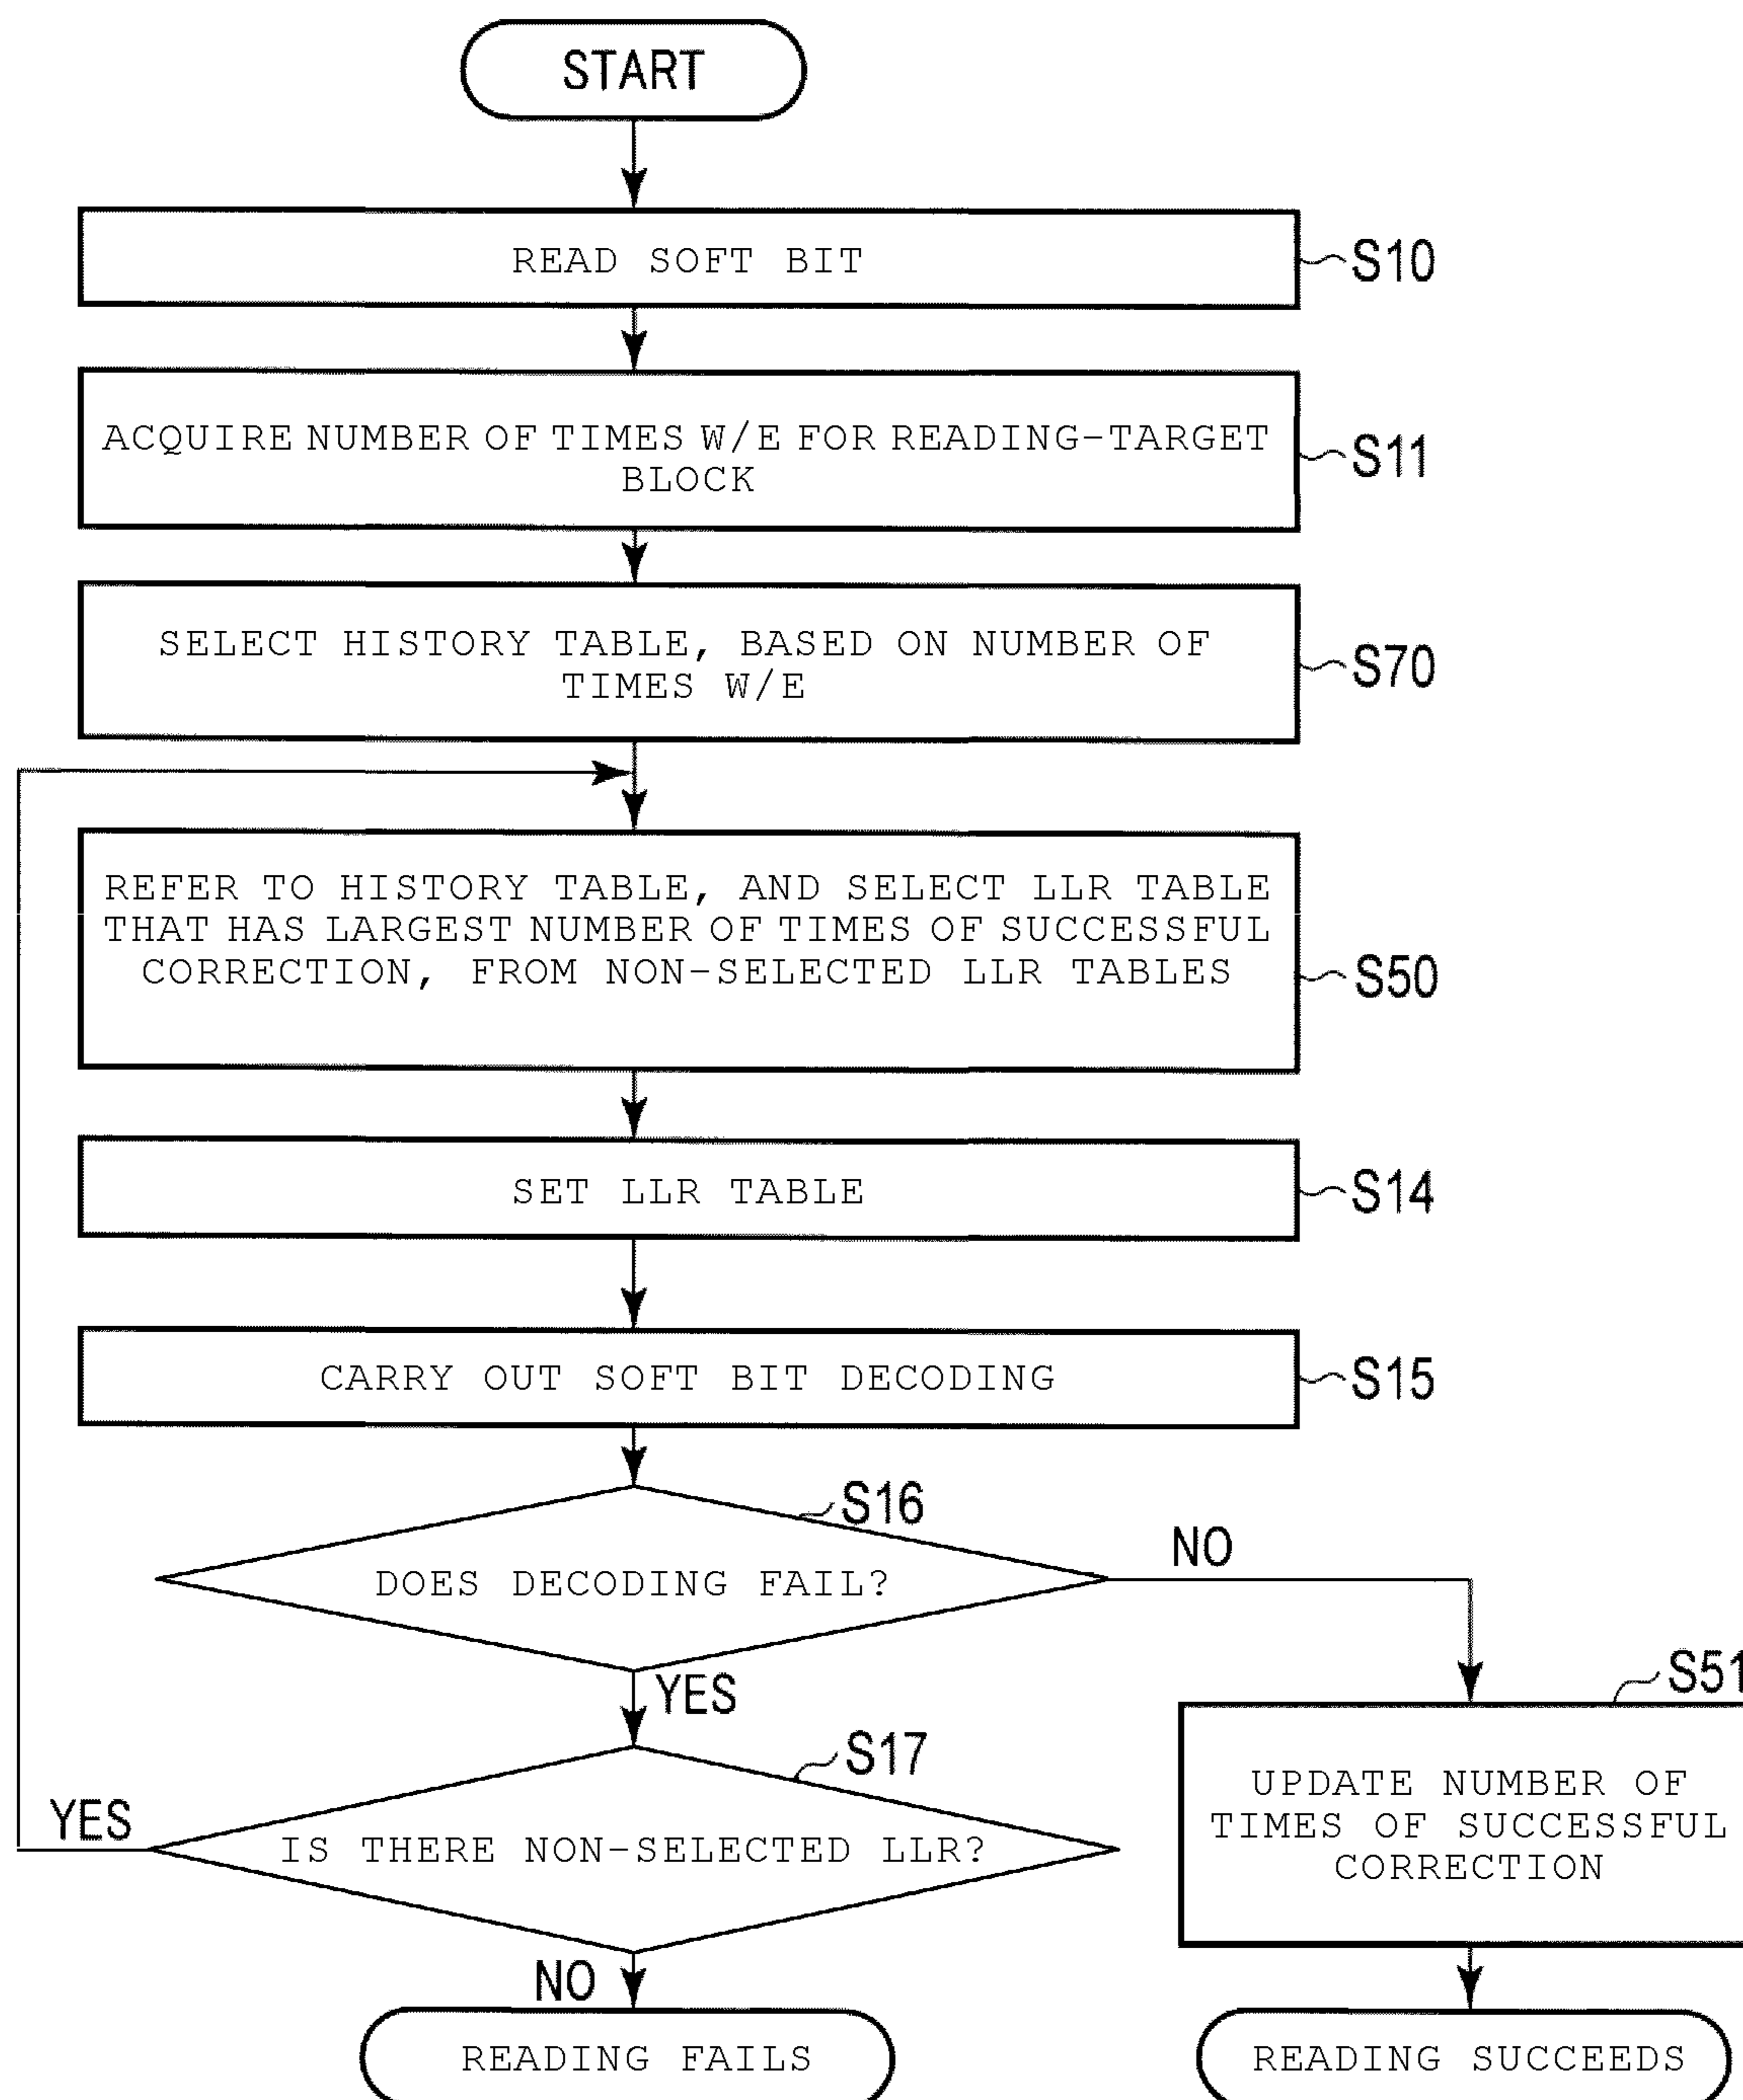 START
READ SOFT BIT
S10
ACQUIRE NUMBER OF TIMES W/E FOR READING-TARGET
BLOCK
S11
SELECT HISTORY TABLE, BASED ON NUMBER OF
TIMES W/E
S70
REFER TO HISTORY TABLE, AND SELECT LLR TABLE
THAT HAS LARGEST NUMBER OF TIMES OF SUCCESSFUL
CORRECTION, FROM NON-SELECTED LLR TABLES
S50
SET LLR TABLE
S14
CARRY OUT SOFT BIT DECODING
S15
S16
DOES DECODING FAIL?
NO
YES
S51
S17
IS THERE NON-SELECTED LLR?
YES
UPDATE NUMBER OF
TIMES OF SUCCESSFUL
CORRECTION
NO
READING FAILS
READING SUCCEEDS